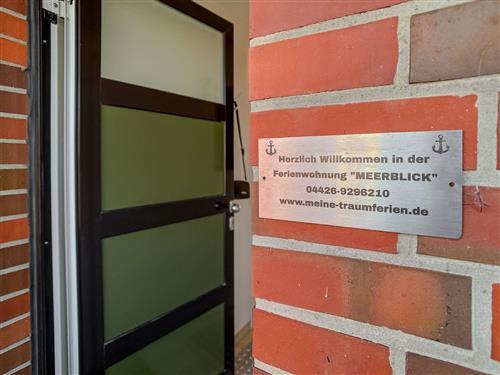 Herzlich Willkommen in der
Ferienwohnung "MEERBLICK"
04426-9296210
www.meine-traumferien.de